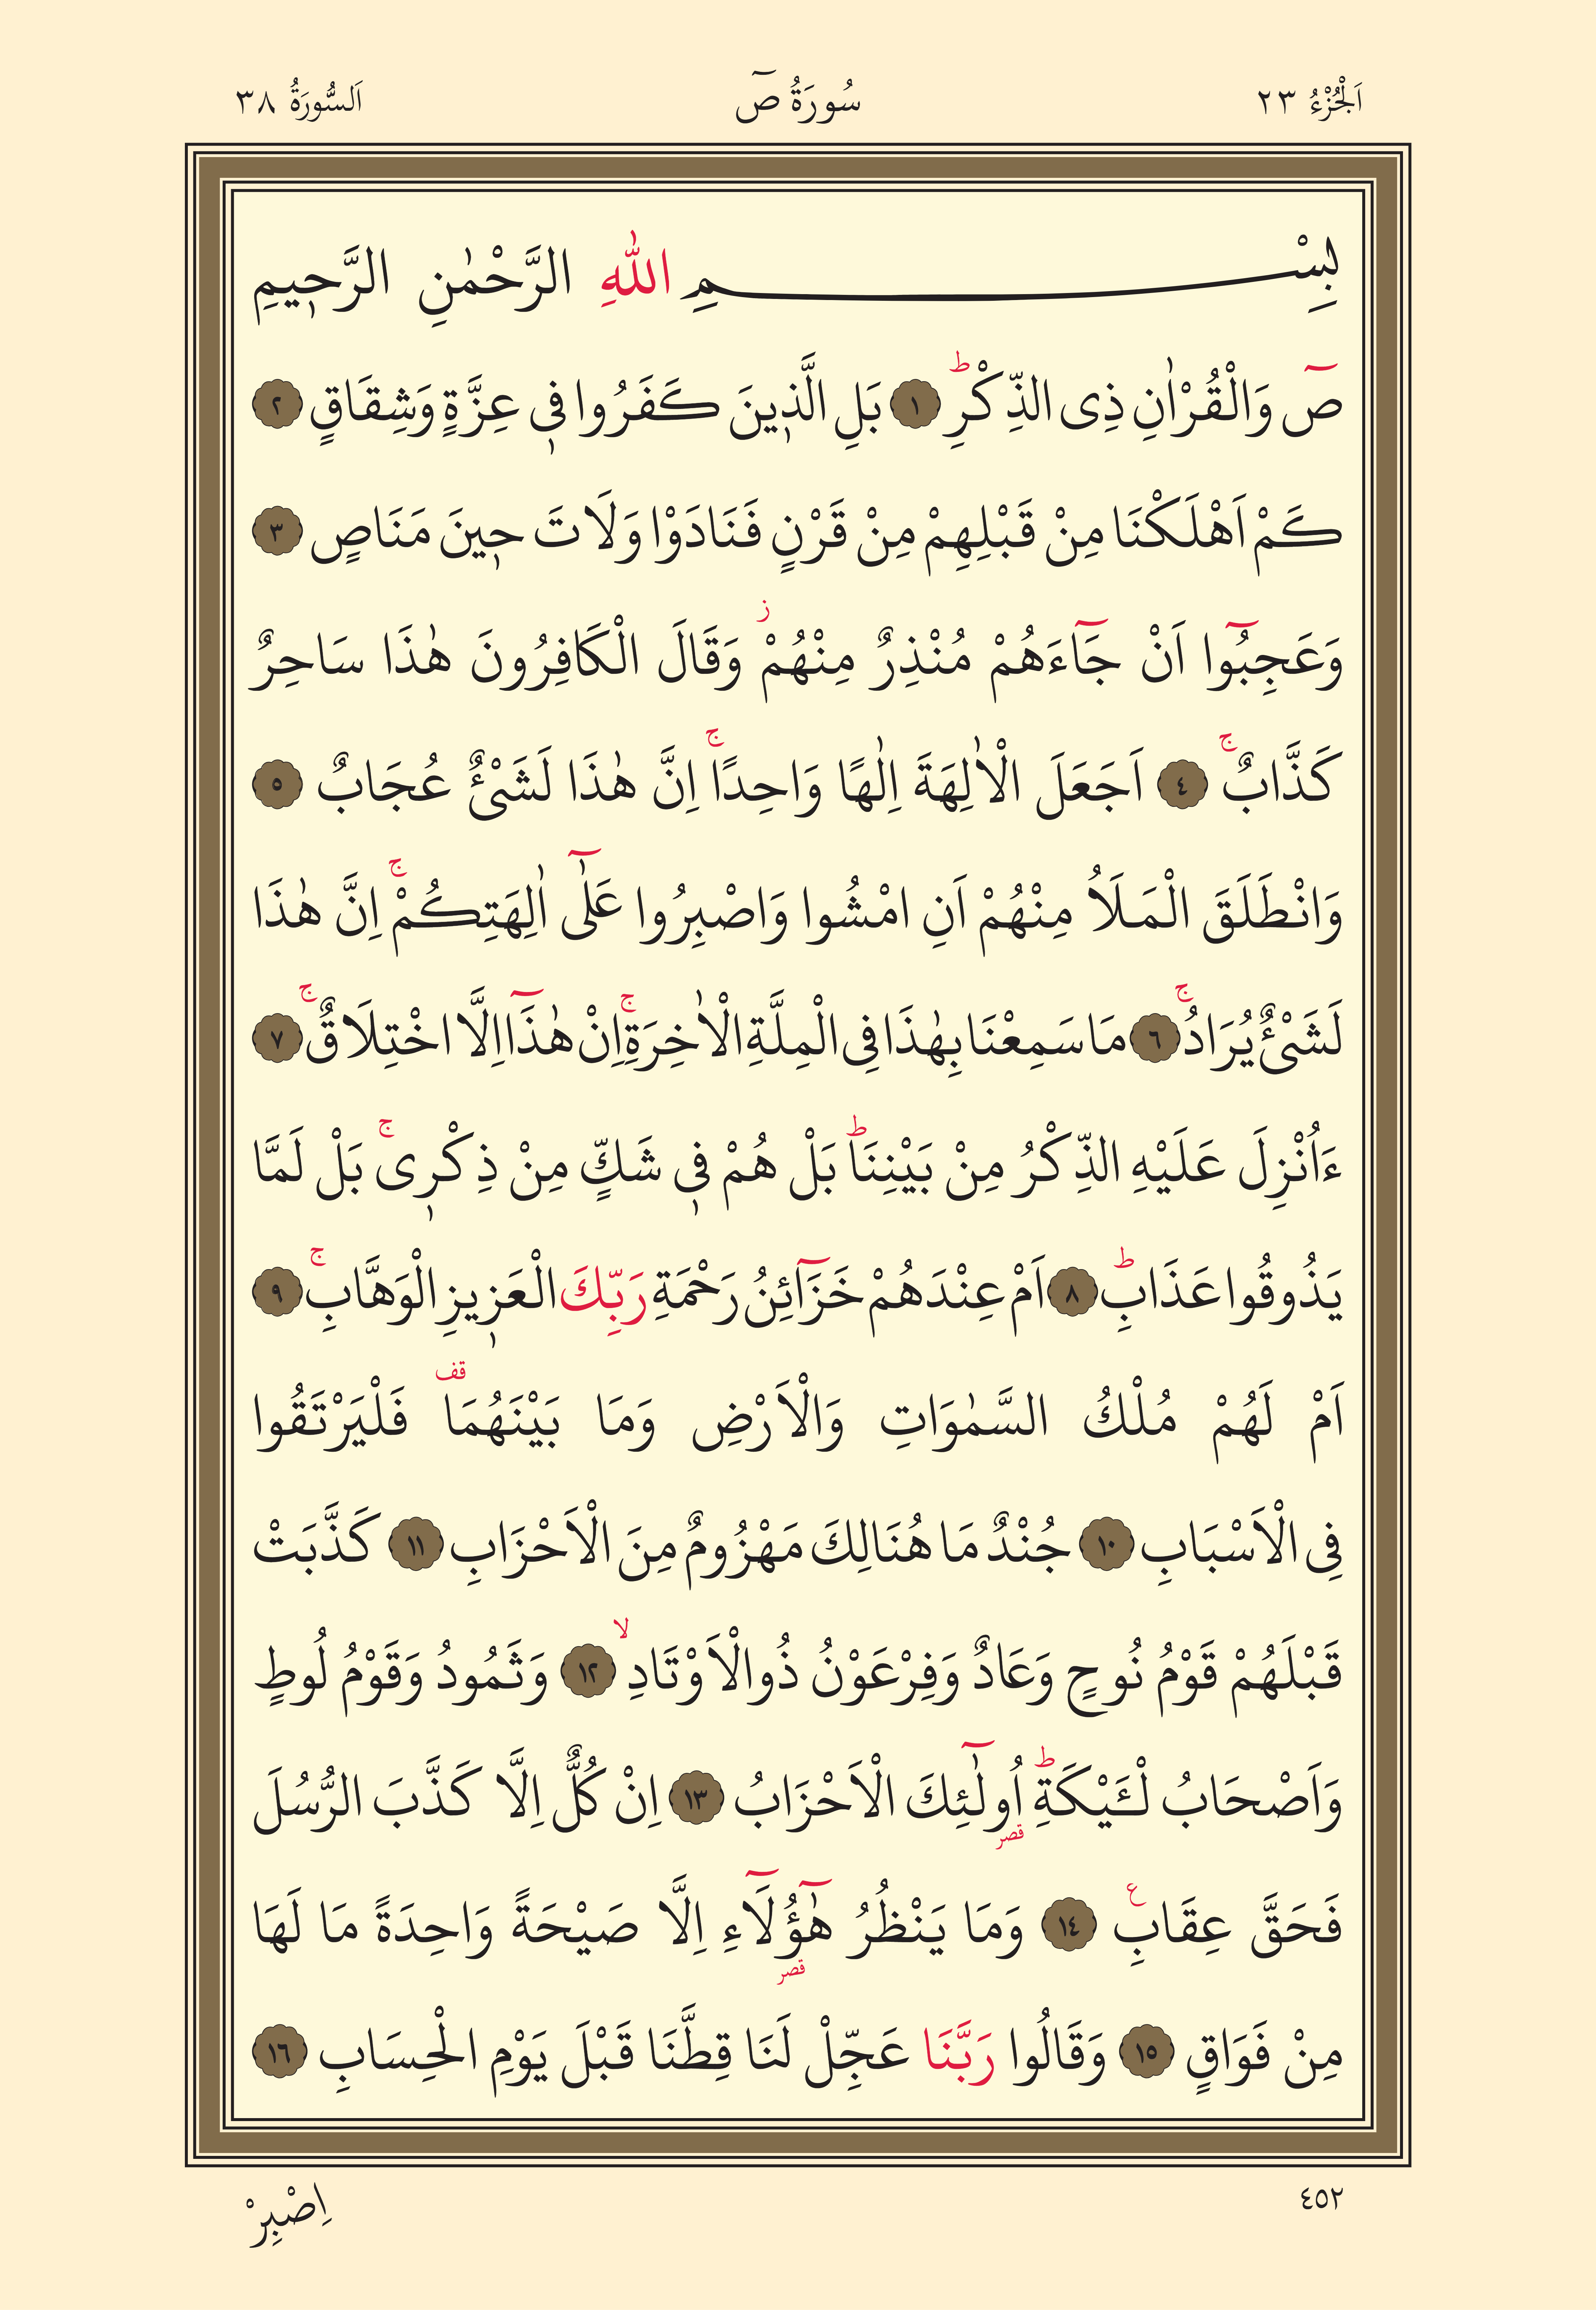 اَلْجُزْءُ ٢٣ سُورَةُ صٓ اَلسُّورَةُ ٣٨
بِسْمِ اللّٰهِ الرَّحْمٰنِ الرَّح۪يمِ
صٓ وَالْقُرْاٰنِ ذِى الذِّكْرِۜ ﴿١﴾ بَلِ الَّذ۪ينَ كَفَرُوا ف۪ى عِزَّةٍ وَشِقَاقٍ ﴿٢﴾
كَمْ اَهْلَكْنَا مِنْ قَبْلِهِمْ مِنْ قَرْنٍ فَنَادَوْا وَلَاتَ ح۪ينَ مَنَاصٍ ﴿٣﴾
وَعَجِبُٓوا اَنْ جَٓاءَهُمْ مُنْذِرٌ مِنْهُمْۘ وَقَالَ الْكَافِرُونَ هٰذَا سَاحِرٌ
كَذَّابٌۚ ﴿٤﴾ اَجَعَلَ الْاٰلِهَةَ اِلٰهًا وَاحِدًاۚ اِنَّ هٰذَا لَشَىْءٌ عُجَابٌ ﴿٥﴾
وَانْطَلَقَ الْمَلَاُ مِنْهُمْ اَنِ امْشُوا وَاصْبِرُوا عَلٰٓى اٰلِهَتِكُمْۚ اِنَّ هٰذَا
لَشَىْءٌ يُرَادُۚ ﴿٦﴾ مَا سَمِعْنَا بِهٰذَا فِى الْمِلَّةِ الْاٰخِرَةِۚ اِنْ هٰذَٓا اِلَّا اخْتِلَاقٌۚ ﴿٧﴾
ءَاُنْزِلَ عَلَيْهِ الذِّكْرُ مِنْ بَيْنِنَاۜ بَلْ هُمْ ف۪ى شَكٍّ مِنْ ذِكْر۪ىۚ بَلْ لَمَّا
يَذُوقُوا عَذَابِۜ ﴿٨﴾ اَمْ عِنْدَهُمْ خَزَٓائِنُ رَحْمَةِ رَبِّكَ الْعَز۪يزِ الْوَهَّابِۚ ﴿٩﴾
اَمْ لَهُمْ مُلْكُ السَّمٰوَاتِ وَالْاَرْضِ وَمَا بَيْنَهُمَا قف فَلْيَرْتَقُوا
فِى الْاَسْبَابِ ﴿١٠﴾ جُنْدٌ مَا هُنَالِكَ مَهْزُومٌ مِنَ الْاَحْزَابِ ﴿١١﴾ كَذَّبَتْ
قَبْلَهُمْ قَوْمُ نُوحٍ وَعَادٌ وَفِرْعَوْنُ ذُوالْاَوْتَادِۙ ﴿١٢﴾ وَثَمُودُ وَقَوْمُ لُوطٍ
وَاَصْحَابُ لْـَٔيْكَةِۜ اُو۬لٰٓئِكَ الْاَحْزَابُ ﴿١٣﴾ اِنْ كُلٌّ اِلَّا كَذَّبَ الرُّسُلَ
فَحَقَّ عِقَابِ ع ﴿١٤﴾ وَمَا يَنْظُرُ هٰٓؤُ۬لَٓاءِ اِلَّا صَيْحَةً وَاحِدَةً مَا لَهَا
مِنْ فَوَاقٍ ﴿١٥﴾ وَقَالُوا رَبَّنَا عَجِّلْ لَنَا قِطَّنَا قَبْلَ يَوْمِ الْحِسَابِ ﴿١٦﴾
٤٥٢ اِصْبِرْ